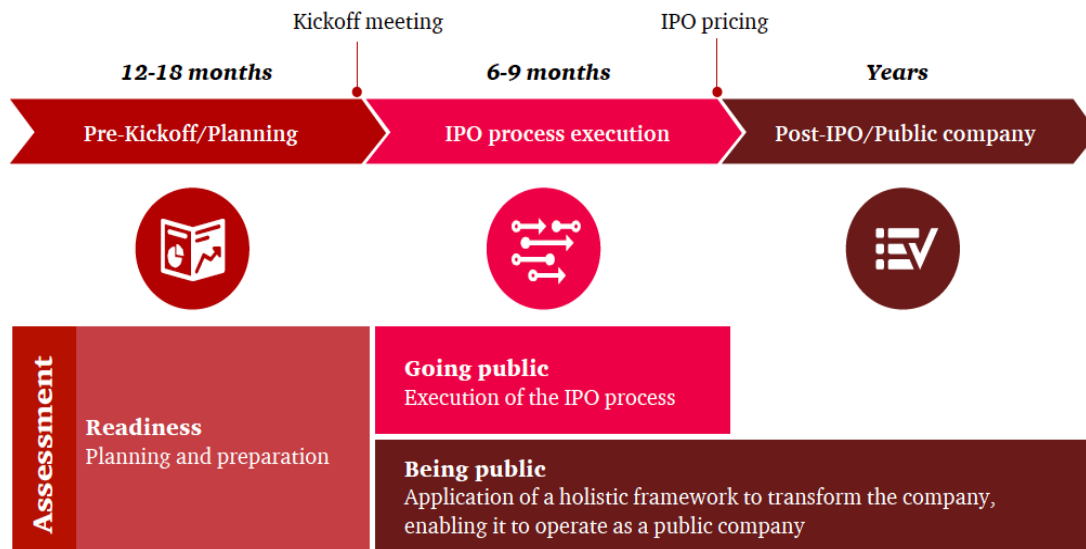 Kickoff meeting
IPO pricing
12-18 months
6-9 months
Years
Pre-Kickoff/Planning
IPO process execution
Post-IPO/Public company
Assessment
Readiness
Planning and preparation
Going public
Execution of the IPO process
Being public
Application of a holistic framework to transform the company,
enabling it to operate as a public company